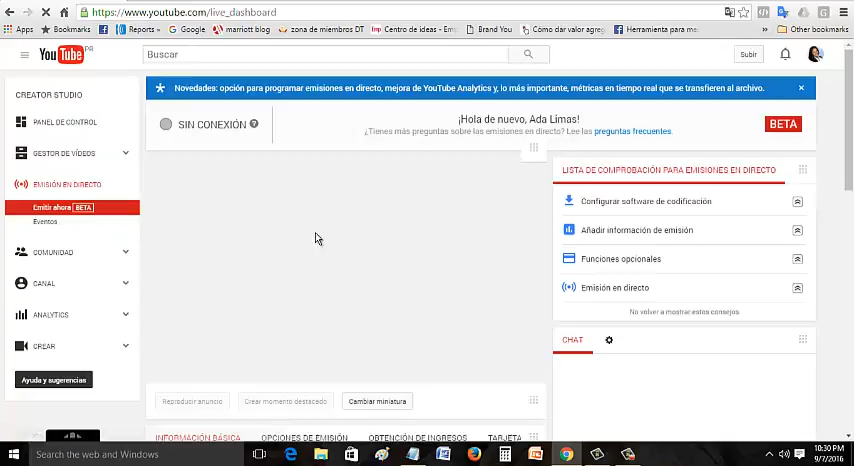 https://www.youtube.com/live_dashboard
Apps
Bookmarks
Reports »
Google
marriott blog
zona de miembros DT
Centro de ideas - Em
Brand You
Cómo dar valor agreg
Herramienta para me
Other bookmarks
YouTube PR
Buscar
Subir
CREATOR STUDIO
PANEL DE CONTROL
GESTOR DE VÍDEOS
EMISIÓN EN DIRECTO
Emitir ahora BETA
Eventos
COMUNIDAD
CANAL
ANALYTICS
CREAR
Ayuda y sugerencias
Novedades: opción para programar emisiones en directo, mejora de YouTube Analytics y, lo más importante, métricas en tiempo real que se transfieren al archivo.
SIN CONEXIÓN
¡Hola de nuevo, Ada Limas!
¿Tienes más preguntas sobre las emisiones en directo? Lee las preguntas frecuentes.
BETA
LISTA DE COMPROBACIÓN PARA EMISIONES EN DIRECTO
Configurar software de codificación
Añadir información de emisión
Funciones opcionales
Emisión en directo
No volver a mostrar estos consejos
CHAT
Reproducir anuncio
Crear momento destacado
Cambiar miniatura
INFORMACIÓN BÁSICA
OPCIONES DE EMISIÓN
OBTENCIÓN DE INGRESOS
TARJETA
Search the web and Windows
10:30 PM
9/7/2016